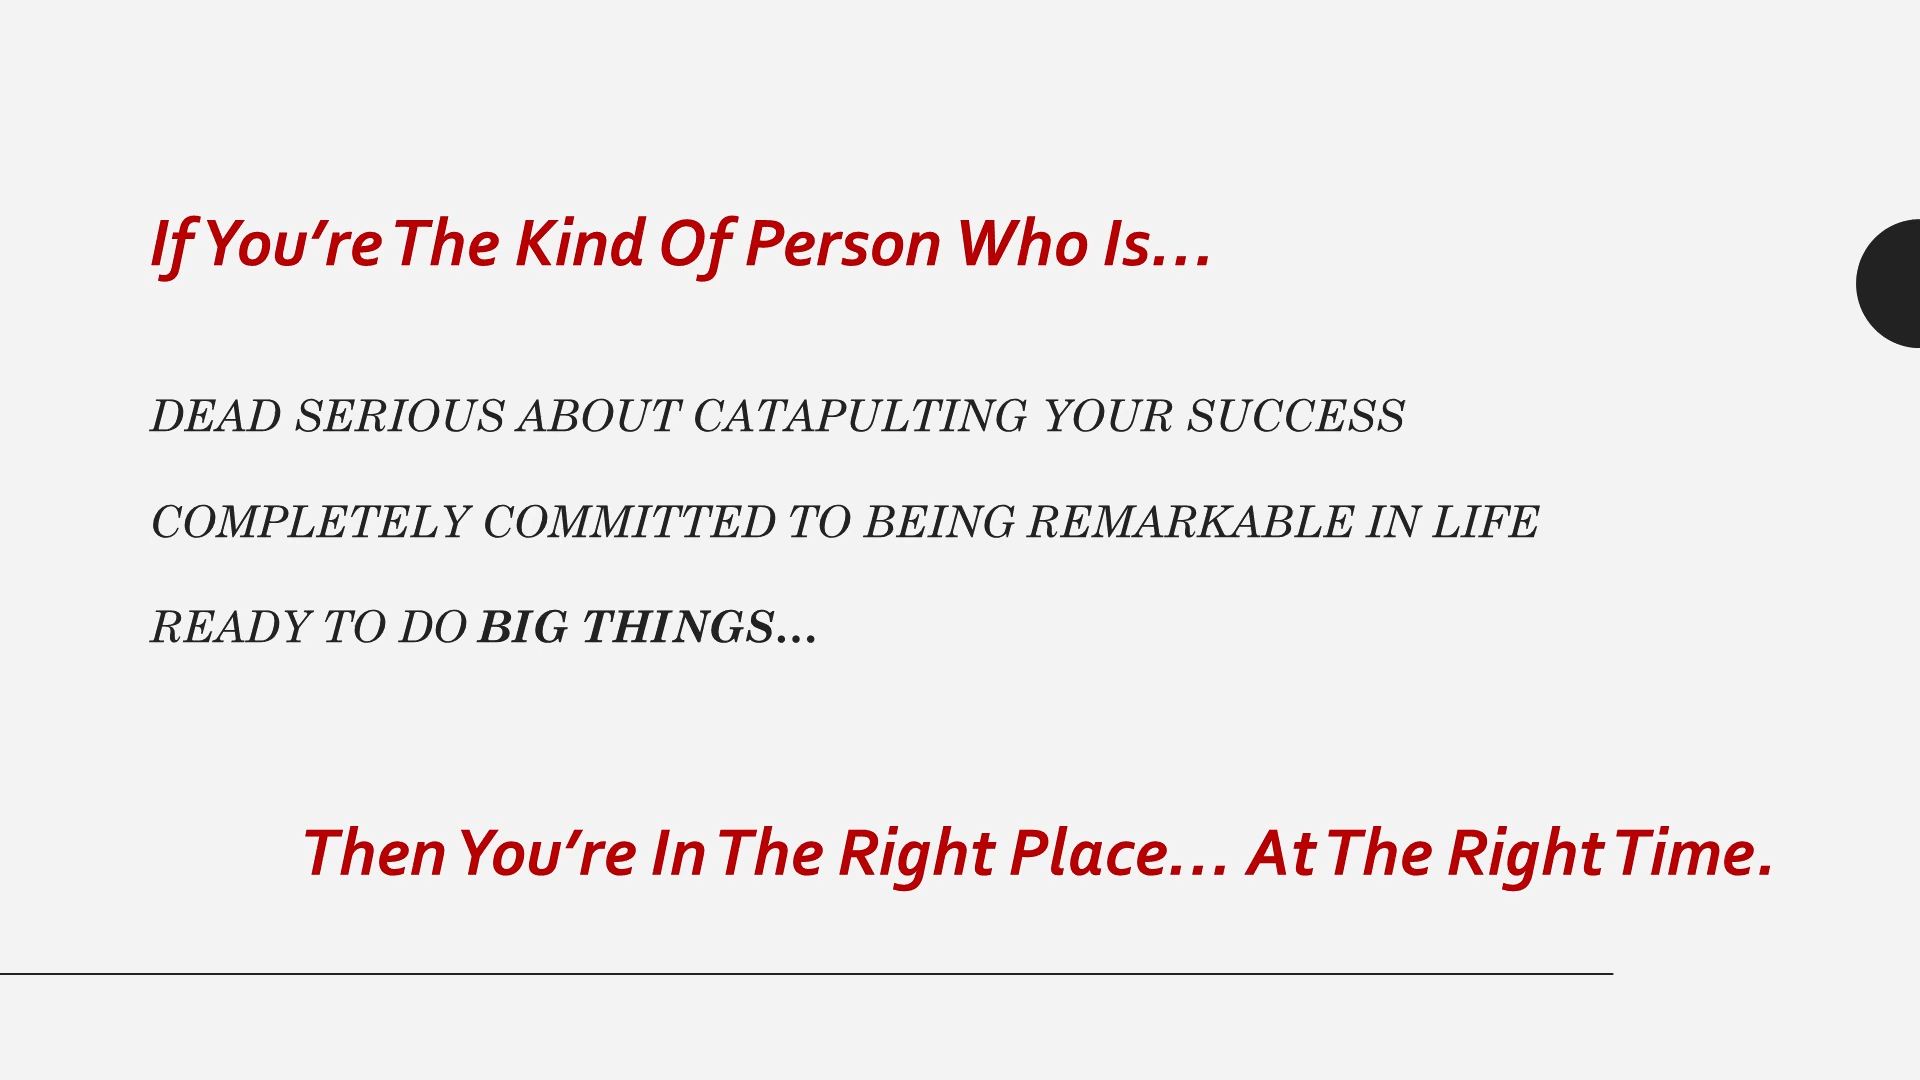 If You’re The Kind Of Person Who Is…
DEAD SERIOUS ABOUT CATAPULTING YOUR SUCCESS
COMPLETELY COMMITTED TO BEING REMARKABLE IN LIFE
READY TO DO BIG THINGS…
Then You’re In The Right Place… At The Right Time.